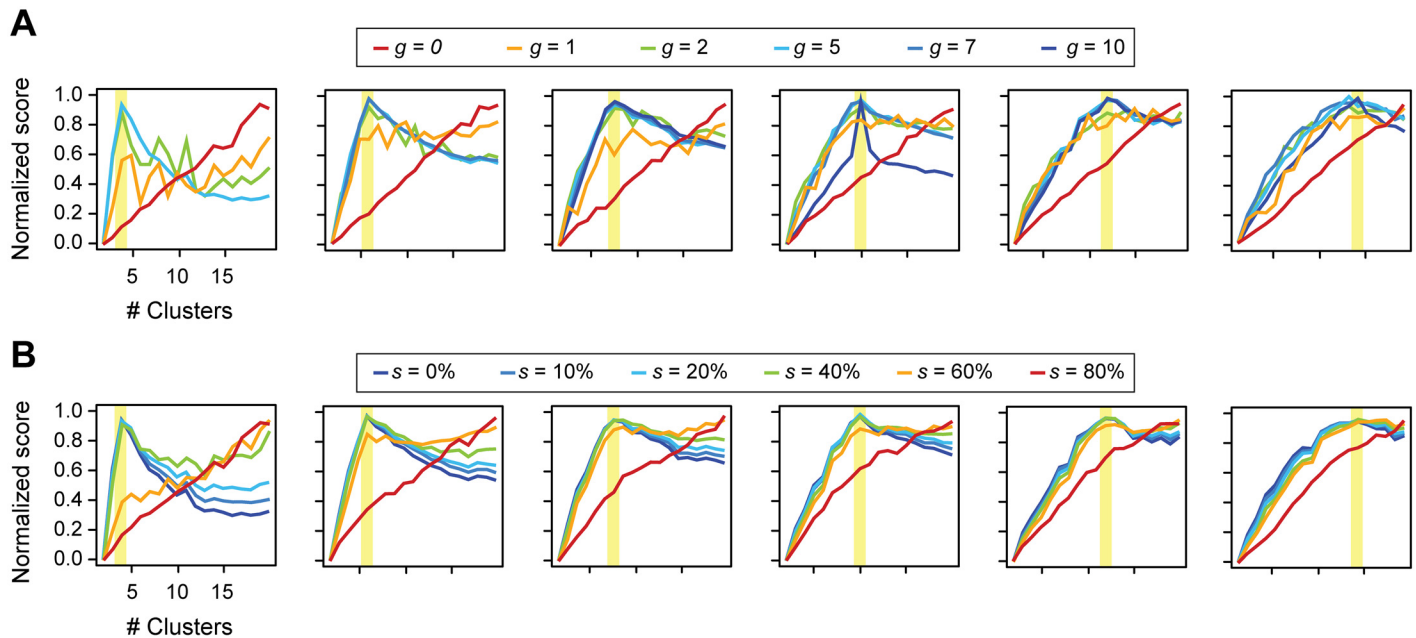 A
g = 0 g = 1 g = 2 g = 5 g = 7 g = 10
Normalized score
1.0
0.8
0.6
0.4
0.2
0.0
5 10 15
# Clusters
B
s = 0% s = 10% s = 20% s = 40% s = 60% s = 80%
Normalized score
1.0
0.8
0.6
0.4
0.2
0.0
5 10 15
# Clusters